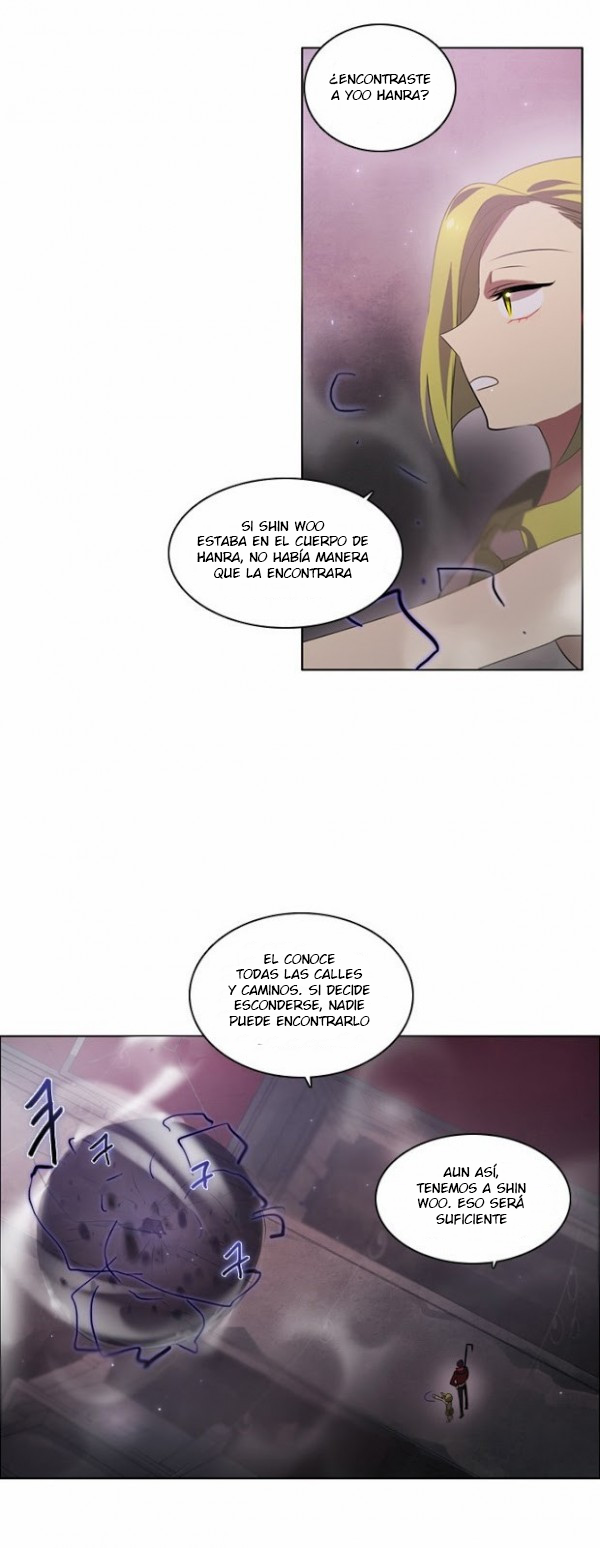 ¿ENCONTRASTE
A YOO HANRA?
SI SHIN WOO
ESTABA EN EL CUERPO DE
HANRA, NO HABÍA MANERA
QUE LA ENCONTRARA
EL CONOCE
TODAS LAS CALLES
Y CAMINOS. SI DECIDE
ESCONDERSE, NADIE
PUEDE ENCONTRARLO
AUN ASÍ,
TENEMOS A SHIN
WOO. ESO SERÁ
SUFICIENTE